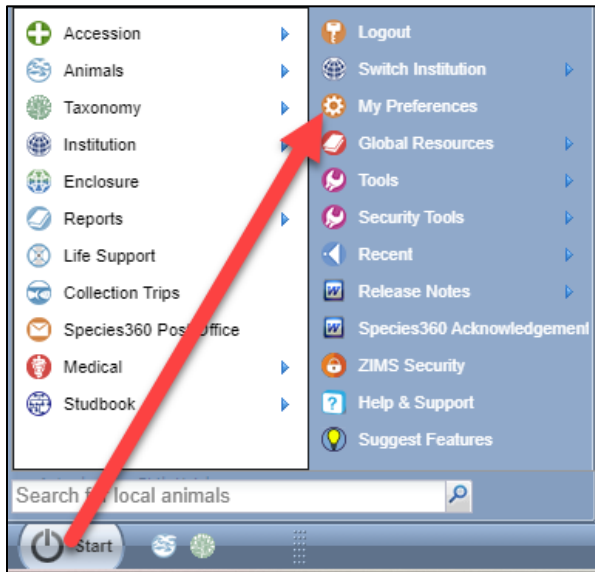 Accession
Animals
Taxonomy
Institution
Enclosure
Reports
Life Support
Collection Trips
Species360 Post Office
Medical
Studbook
Logout
Switch Institution
My Preferences
Global Resources
Tools
Security Tools
Recent
Release Notes
Species360 Acknowledgement
ZIMS Security
Help & Support
Suggest Features
Search for local animals
Start